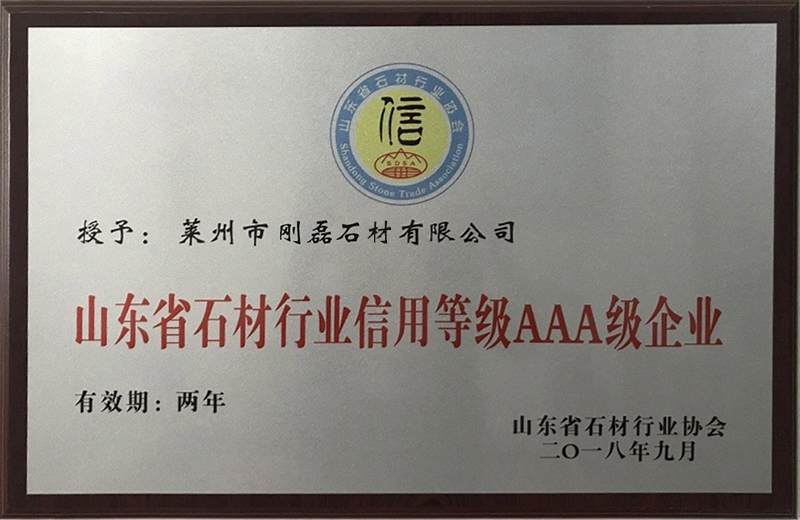 山东省石材行业协会
信
SDSA
Shandong Stone Trade Association
授予：莱州市刚磊石材有限公司
山东省石材行业信用等级AAA级企业
有效期：两年
山东省石材行业协会
二〇一八年九月